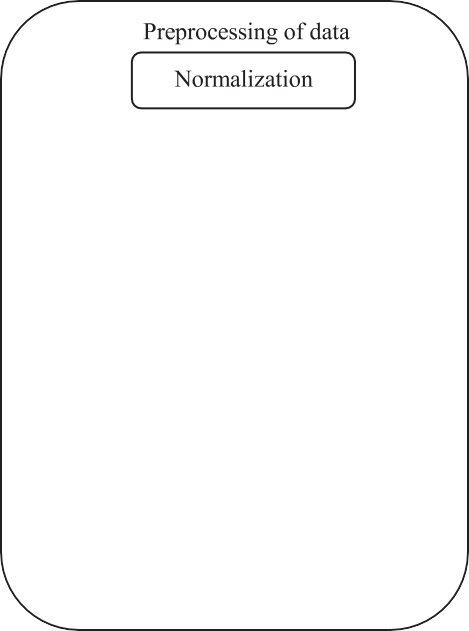 Preprocessing of data
Normalization